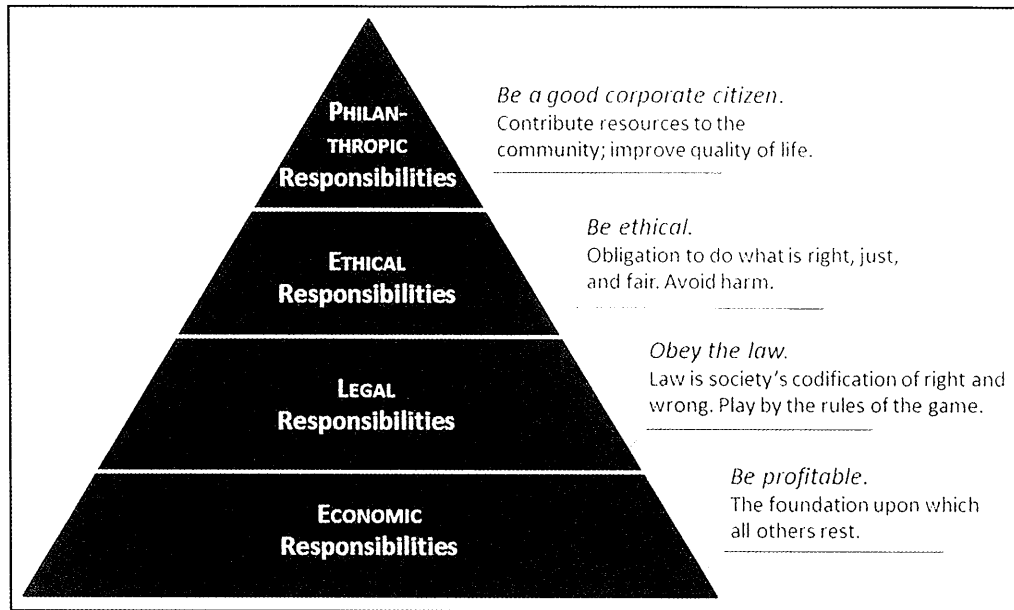 PHILAN-
THROPIC
Responsibilities
Be a good corporate citizen.
Contribute resources to the
community; improve quality of life.
ETHICAL
Responsibilities
Be ethical.
Obligation to do what is right, just,
and fair. Avoid harm.
LEGAL
Responsibilities
Obey the law.
Law is society's codification of right and
wrong. Play by the rules of the game.
ECONOMIC
Responsibilities
Be profitable.
The foundation upon which
all others rest.